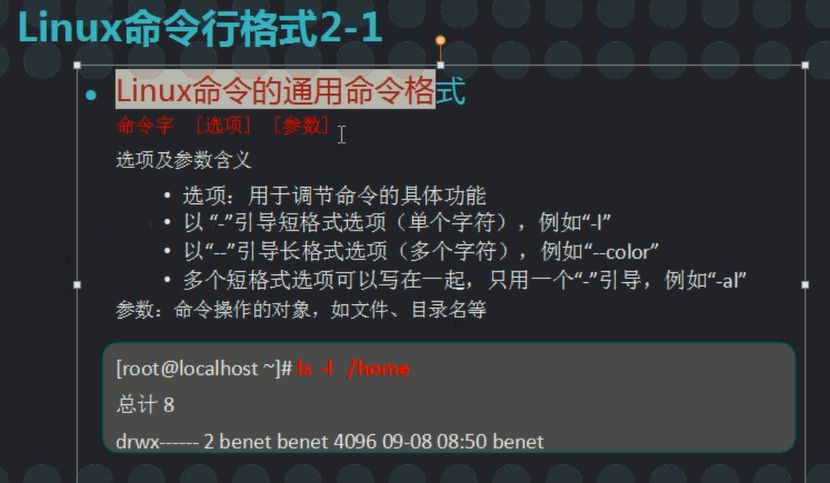 Linux命令行格式2-1
Linux命令的通用命令格式
命令字 [选项] [参数]
选项及参数含义
• 选项：用于调节命令的具体功能
• 以 “-”引导短格式选项（单个字符），例如“-l”
• 以“--”引导长格式选项（多个字符），例如“--color”
• 多个短格式选项可以写在一起，只用一个“-”引导，例如“-al”
参数：命令操作的对象，如文件、目录名等
[root@localhost ~]# ls -l /home
总计 8
drwx------ 2 benet benet 4096 09-08 08:50 benet